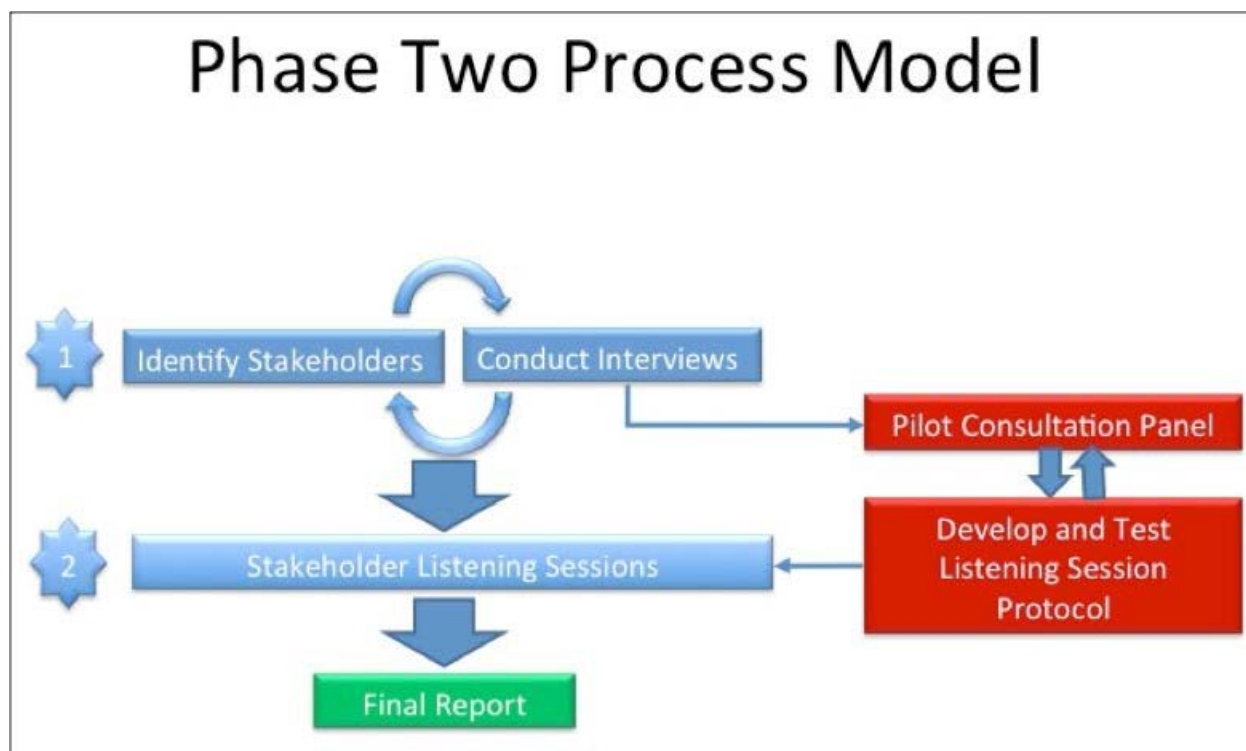 Phase Two Process Model
1
Identify Stakeholders
Conduct Interviews
Pilot Consultation Panel
2
Stakeholder Listening Sessions
Develop and Test
Listening Session
Protocol
Final Report